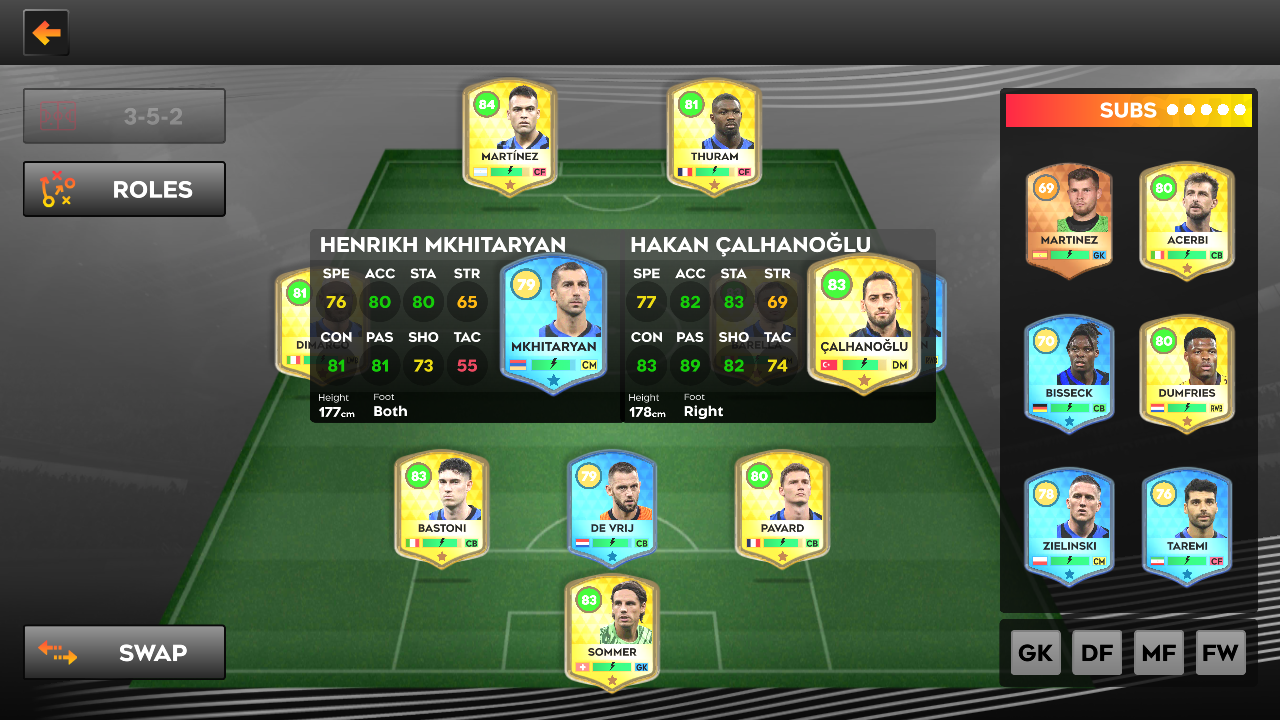 3-5-2
ROLES
84
MARTÍNEZ
CF
81
THURAM
CF
SUBS
69
MARTINEZ
GK
80
ACERBI
CB
HENRIKH MKHITARYAN
SPE ACC STA STR
76 80 80 65
CON PAS SHO TAC
81 81 73 55
Height Foot
177cm Both
79
MKHITARYAN
CM
HAKAN ÇALHANOĞLU
SPE ACC STA STR
77 82 83 69
CON PAS SHO TAC
83 89 82 74
Height Foot
178cm Right
83
ÇALHANOĞLU
DM
81
DIMARCO
BARELLA
70
BISSECK
CB
80
DUMFRIES
RWB
83
BASTONI
CB
79
DE VRIJ
CB
80
PAVARD
CB
78
ZIELINSKI
CM
76
TAREMI
CF
83
SOMMER
GK
SWAP
GK DF MF FW